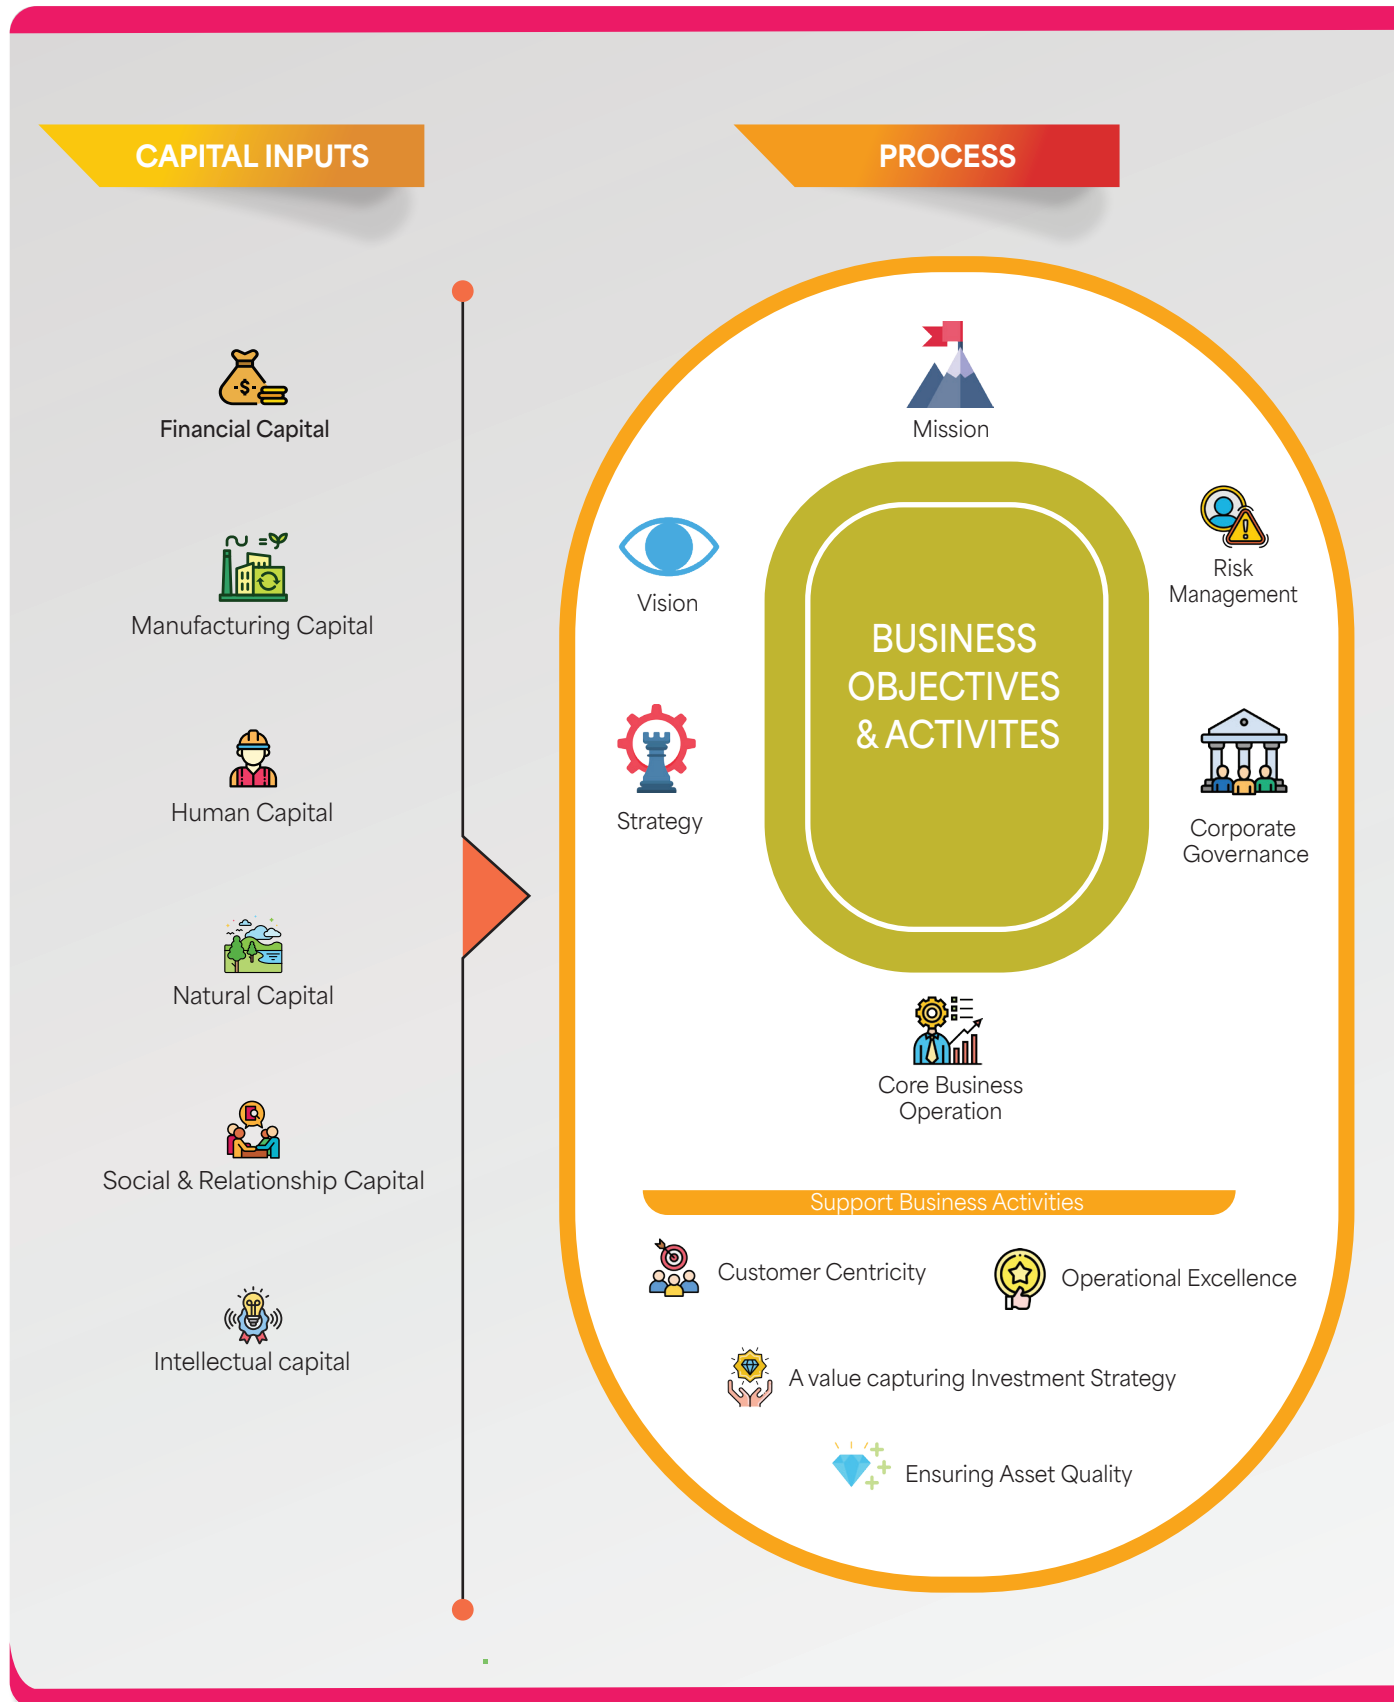 CAPITAL INPUTS
Financial Capital
Manufacturing Capital
Human Capital
Natural Capital
Social & Relationship Capital
Intellectual capital
PROCESS
Mission
Vision
Strategy
BUSINESS
OBJECTIVES
& ACTIVITES
Risk
Management
Corporate
Governance
Core Business
Operation
Support Business Activities
Customer Centricity
Operational Excellence
A value capturing Investment Strategy
Ensuring Asset Quality